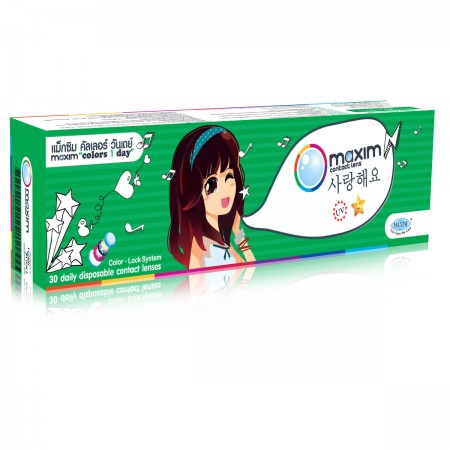 แม็กซิม คัลเลอร์ วันเดย์
maxim "colors 1 day"
Color - Lock System
30 daily disposable contact lenses
maxim
contact lens
사랑해요
UV
MAXIM